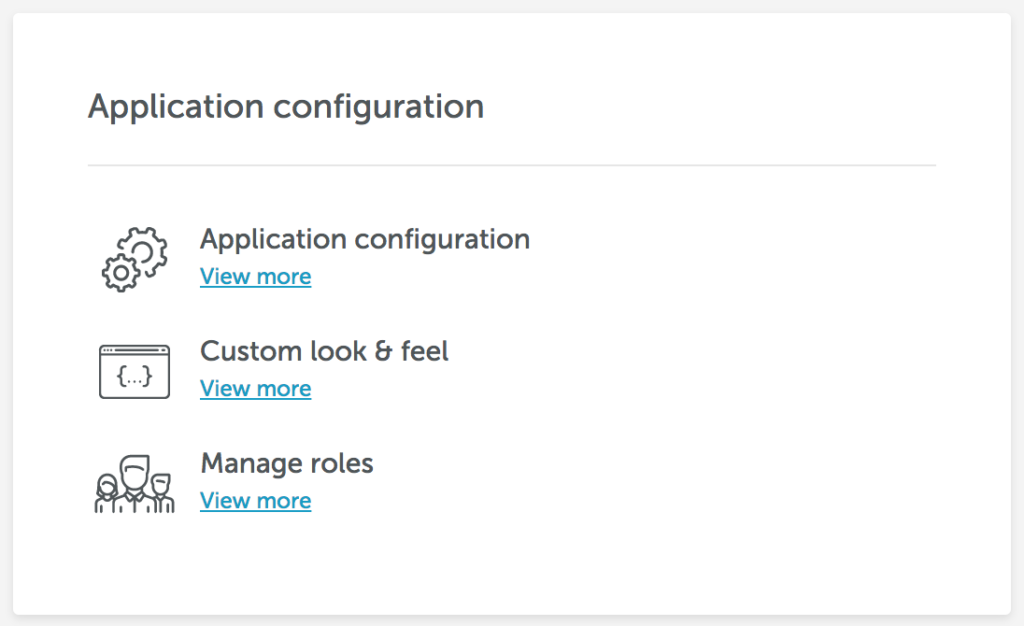 Application configuration
Application configuration
View more
{...}
Custom look & feel
View more
Manage roles
View more